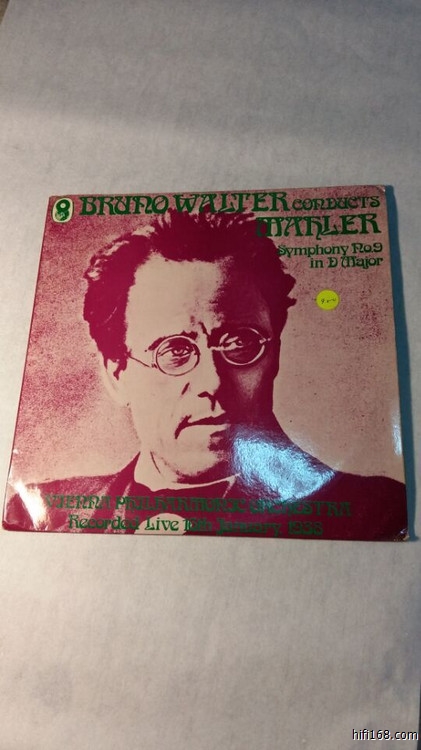 BRUNO WALTER CONDUCTS
MAHLER
Symphony No.9
in D Major
VIENNA PHILHARMONIC ORCHESTRA
Recorded Live 16th January 1938
hifi168.com